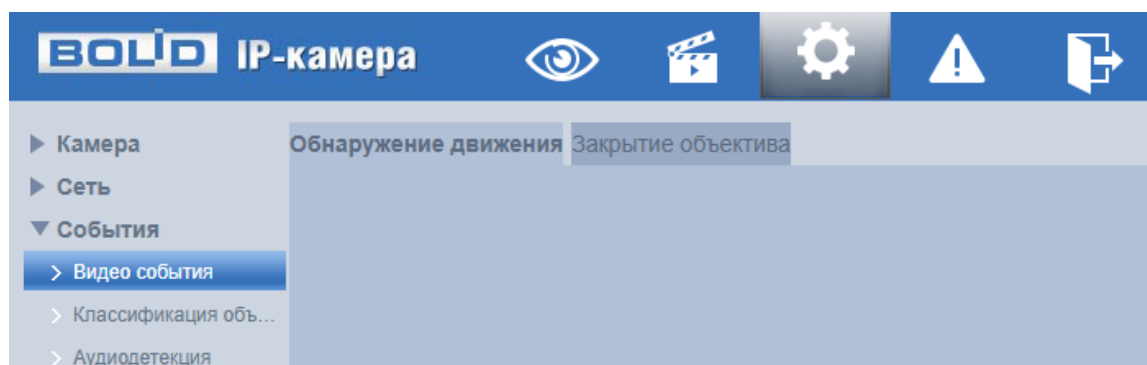 BOLID IP-камера
Камера
Сеть
События
Видео события
Классификация объ...
Аудиодетекция
Обнаружение движения Закрытие объектива